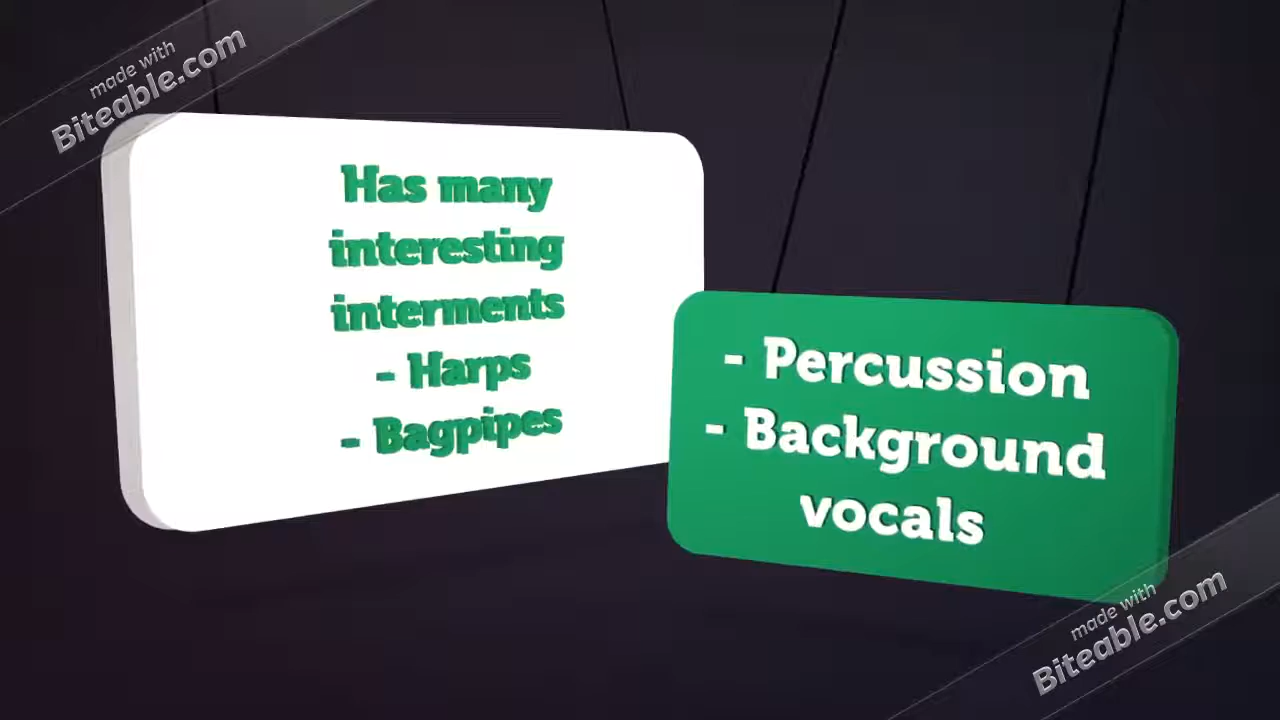 made with
Biteable.com
Has many
interesting
interments
- Harps
- Bagpipes
- Percussion
- Background
vocals
made with
Biteable.com